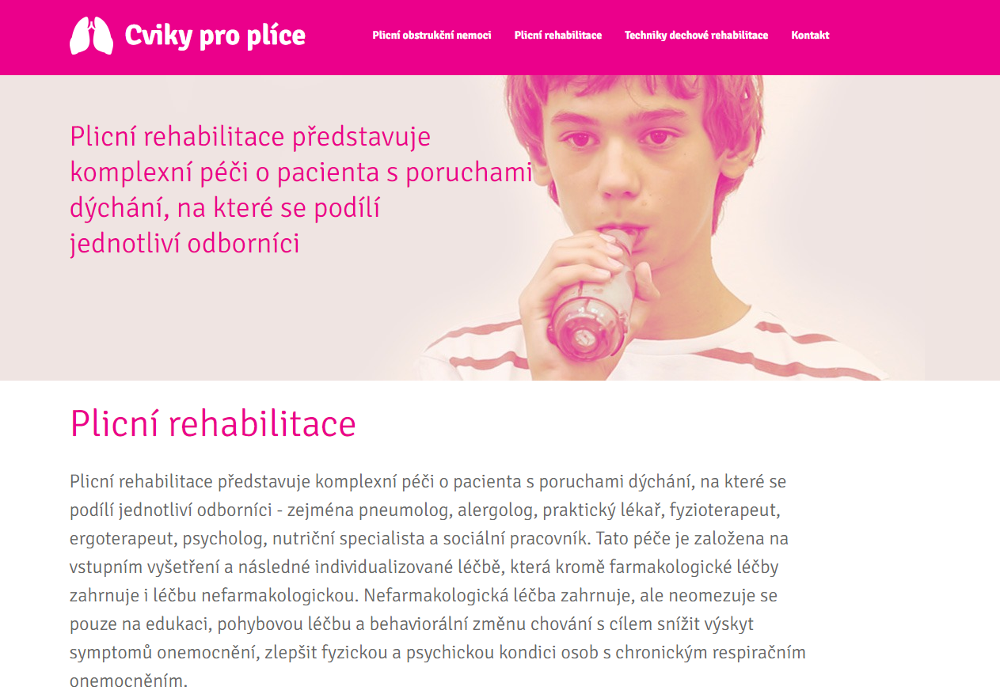 Cviky pro plíce
Plicní obstrukční nemoci
Plicní rehabilitace
Techniky dechové rehabilitace
Kontakt
Plicní rehabilitace představuje
komplexní péči o pacienta s poruchami
dýchání, na které se podílí
jednotliví odborníci
Plicní rehabilitace
Plicní rehabilitace představuje komplexní péči o pacienta s poruchami dýchání, na které se
podílí jednotliví odborníci - zejména pneumolog, alergolog, praktický lékař, fyzioterapeut,
ergoterapeut, psycholog, nutriční specialista a sociální pracovník. Tato péče je založena na
vstupním vyšetření a následné individualizované léčbě, která kromě farmakologické léčby
zahrnuje i léčbu nefarmakologickou. Nefarmakologická léčba zahrnuje, ale neomezuje se
pouze na edukaci, pohybovou léčbu a behaviorální změnu chování s cílem snížit výskyt
symptomů onemocnění, zlepšit fyzickou a psychickou kondici osob s chronickým respiračním
onemocněním.